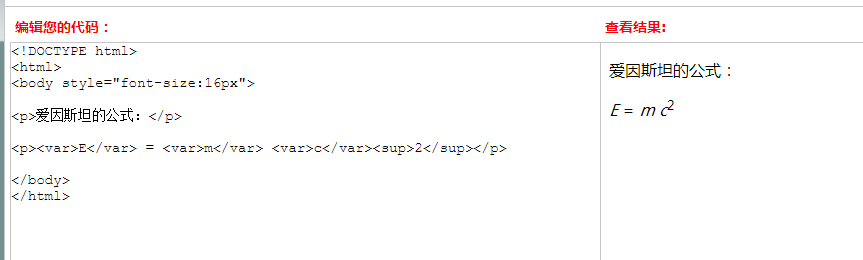 编辑您的代码：
查看结果:
<!DOCTYPE html>
<html>
<body style="font-size:16px">
<p>爱因斯坦的公式：</p>
<p><var>E</var> = <var>m</var> <var>c</var><sup>2</sup></p>
</body>
</html>
爱因斯坦的公式：
E = m c²